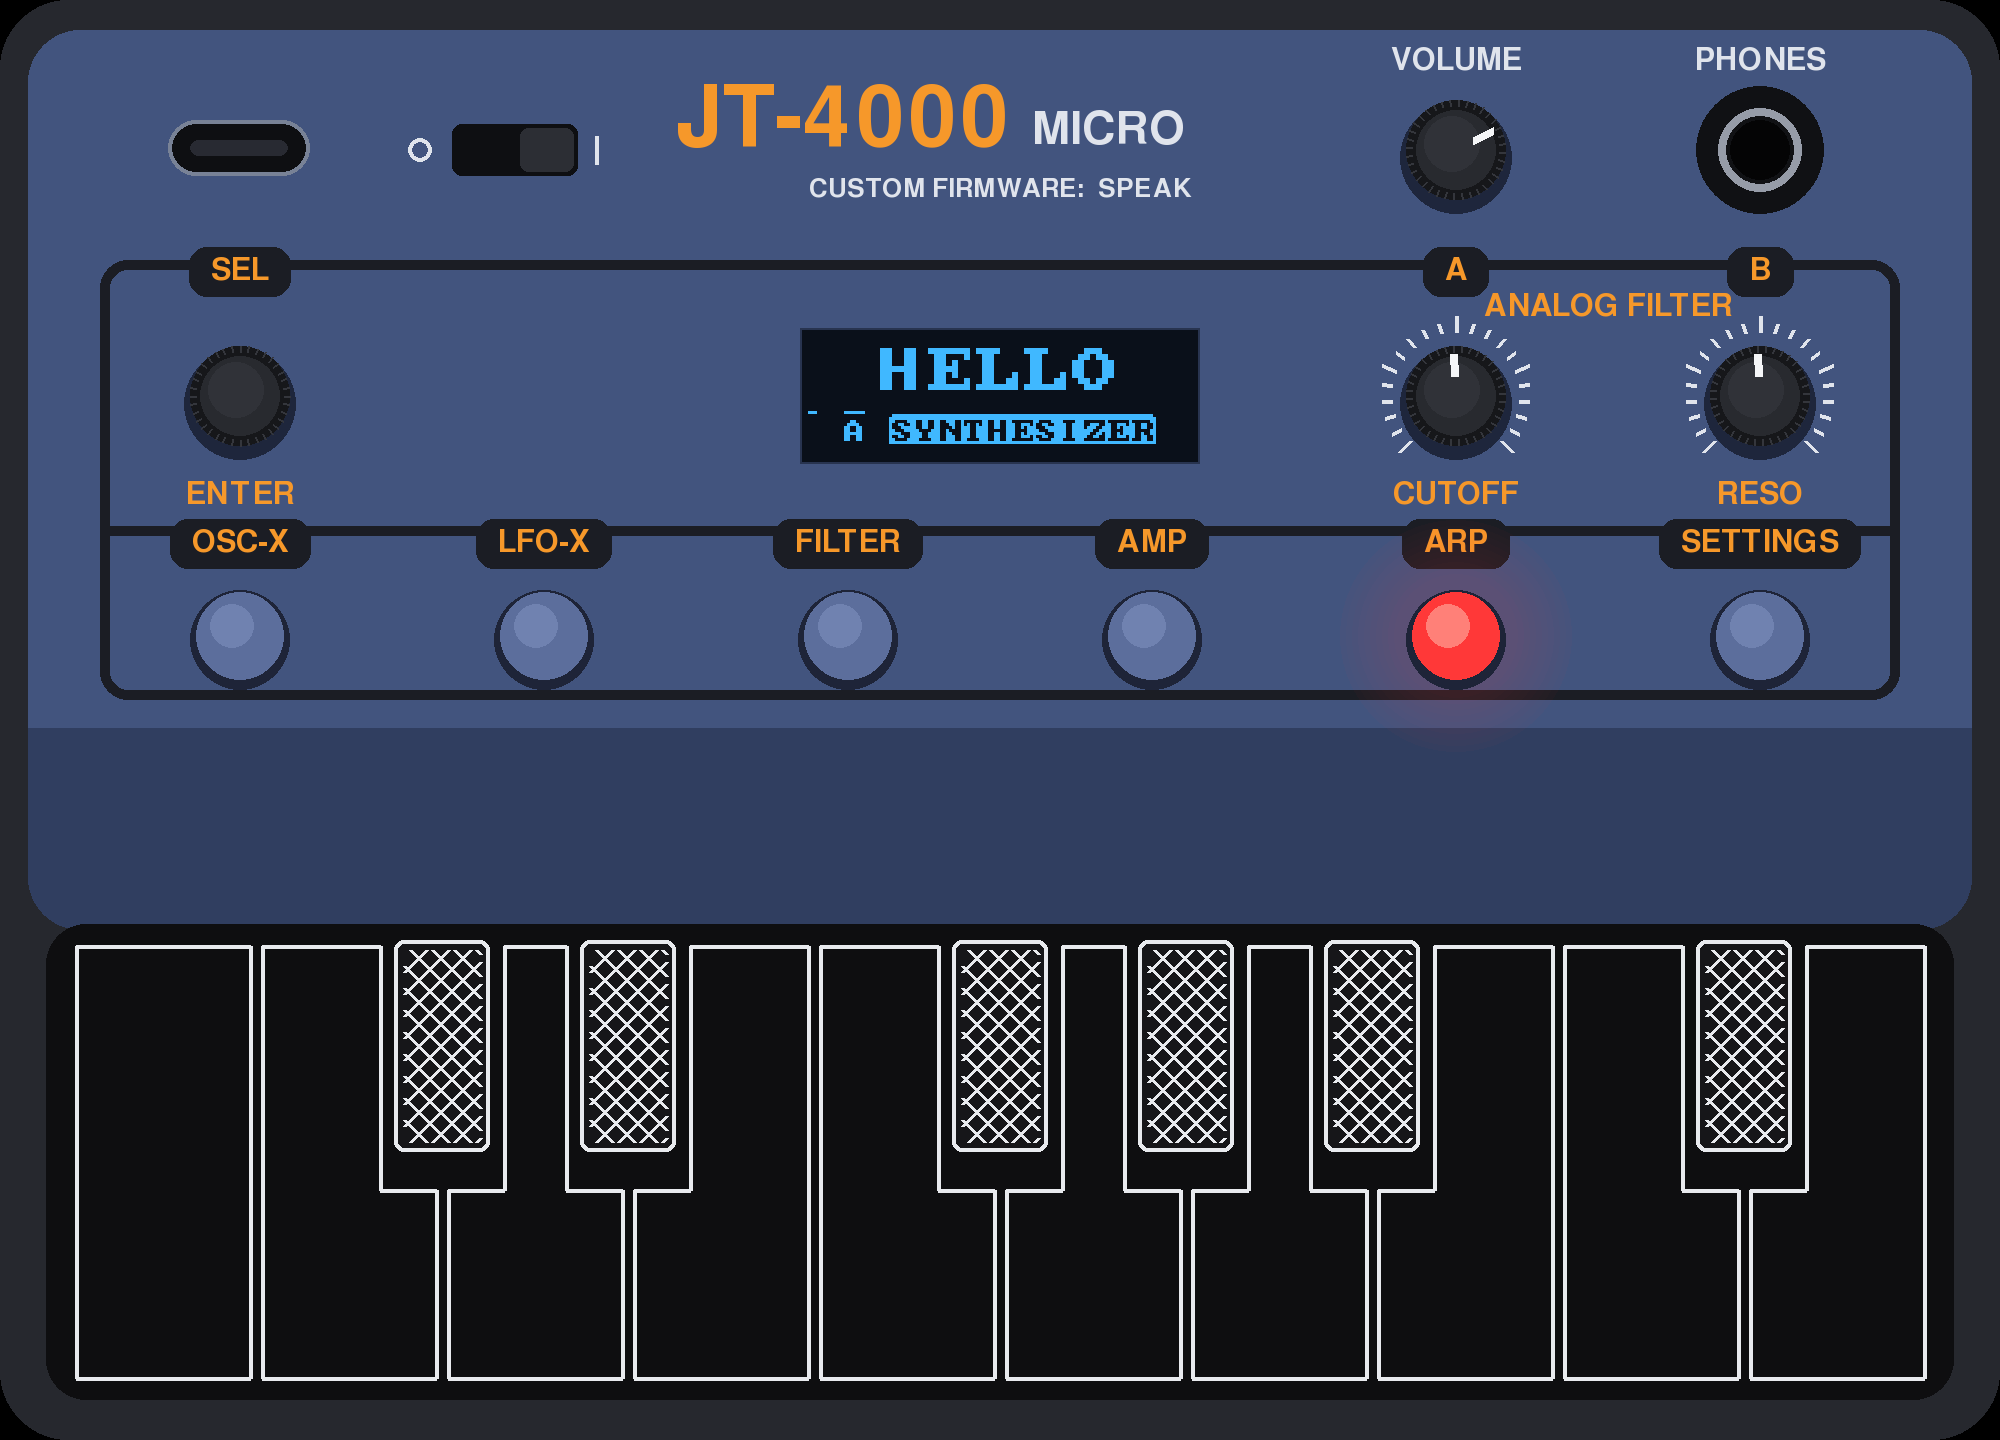 VOLUME
PHONES
JT-4000 MICRO
CUSTOM FIRMWARE: SPEAK
SEL
A
B
ANALOG FILTER
HELLO
A SYNTHESIZER
ENTER
CUTOFF
RESO
OSC-X
LFO-X
FILTER
AMP
ARP
SETTINGS